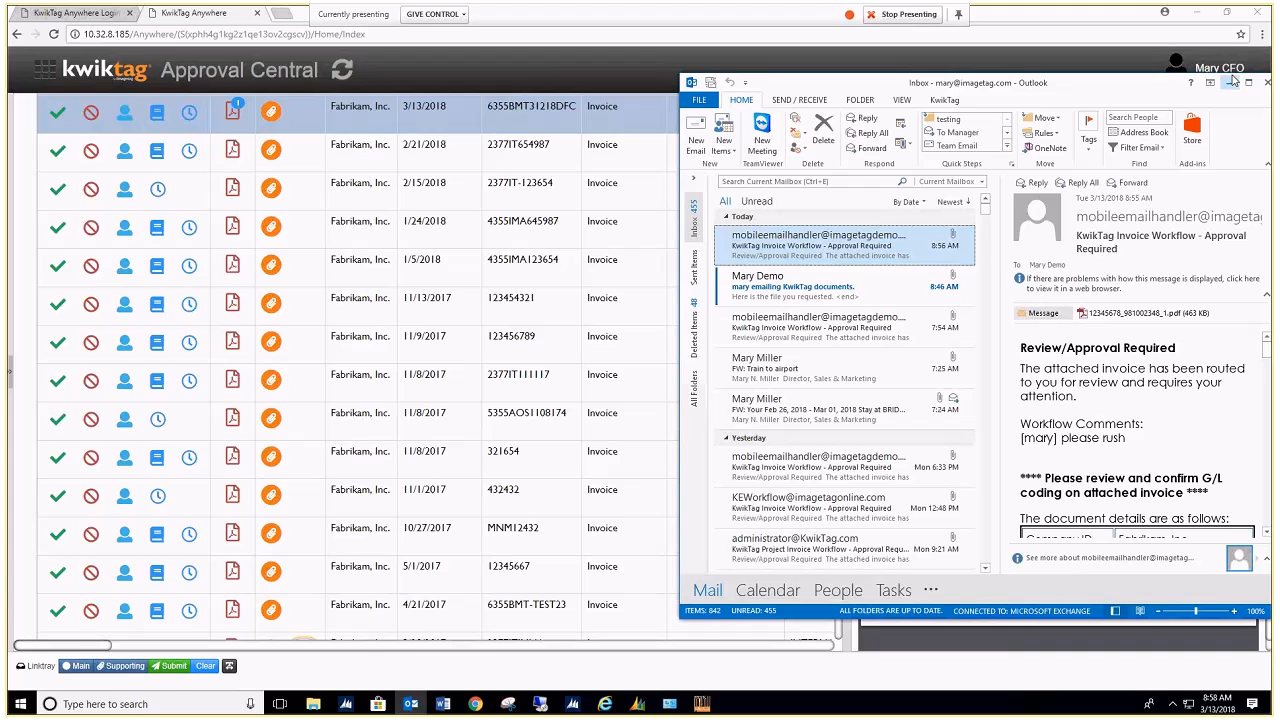 KwikTag Anywhere Login
KwikTag Anywhere
Currently presenting
GIVE CONTROL
Stop Presenting
10.32.8.185/Anywhere/(S(xphh4g1kg2z1qe13ov2cgscv))/Home/Index
kwiktag by imagetag Approval Central
Mary CFO
Fabrikam, Inc. 3/13/2018 6355BMT31218DFC Invoice
Fabrikam, Inc. 2/21/2018 2377IT654987 Invoice
Fabrikam, Inc. 2/15/2018 2377IT-123654 Invoice
Fabrikam, Inc. 1/24/2018 4355IMA645987 Invoice
Fabrikam, Inc. 1/5/2018 4355IMA123654 Invoice
Fabrikam, Inc. 11/13/2017 123454321 Invoice
Fabrikam, Inc. 11/9/2017 123456789 Invoice
Fabrikam, Inc. 11/8/2017 2377IT111117 Invoice
Fabrikam, Inc. 11/8/2017 5355AOS1108174 Invoice
Fabrikam, Inc. 11/8/2017 321654 Invoice
Fabrikam, Inc. 11/1/2017 432432 Invoice
Fabrikam, Inc. 10/27/2017 MNM12432 Invoice
Fabrikam, Inc. 5/1/2017 12345667 Invoice
Fabrikam, Inc. 4/21/2017 6355BMT-TEST23 Invoice
Linktray Main Supporting Submit Clear
Inbox - mary@imagetag.com - Outlook
FILE HOME SEND / RECEIVE FOLDER VIEW KwikTag
New Email
New Items
New
Delete
Delete
New Meeting
TeamViewer
Reply
Reply All
Forward
Respond
testing
To Manager
Team Email
Quick Steps
Move
Rules
OneNote
Move
Tags
Search People
Address Book
Filter Email
Find
Store
Add-ins
Inbox 455
Sent Items
Deleted Items 48
All Folders
Search Current Mailbox (Ctrl+E) Current Mailbox
All Unread By Date Newest
Today
mobileemailhandler@imagetagdemo....
KwikTag Invoice Workflow - Approval Required 8:56 AM
Review/Approval Required The attached invoice has
Mary Demo
mary emailing KwikTag documents. 8:46 AM
Here is the file you requested. <end>
mobileemailhandler@imagetagdemo....
KwikTag Invoice Workflow - Approval Required 7:54 AM
Review/Approval Required The attached invoice has
Mary Miller
FW: Train to airport 7:25 AM
Mary N. Miller Director, Sales & Marketing
Mary Miller
FW: Your Feb 26, 2018 - Mar 01, 2018 Stay at BRID... 7:24 AM
Mary N. Miller Director, Sales & Marketing
Yesterday
mobileemailhandler@imagetagdemo....
KwikTag Invoice Workflow - Approval Required Mon 6:33 PM
Review/Approval Required The attached invoice has
KEWorkflow@imagetagonline.com
KwikTag Invoice Workflow - Approval Required Mon 12:48 PM
Review/Approval Required The attached invoice has
administrator@KwikTag.com
KwikTag Project Invoice Workflow - Approval Requ... Mon 9:21 AM
Review/Approval Required The attached invoice has
Reply Reply All Forward
Tue 3/13/2018 8:55 AM
mobileemailhandler@imageta
KwikTag Invoice Workflow - Approval
Required
To Mary Demo
If there are problems with how this message is displayed, click here
to view it in a web browser.
Message 12345678_981002348_1.pdf (463 KB)
Review/Approval Required
The attached invoice has been routed
to you for review and requires your
attention.
Workflow Comments:
[mary] please rush
**** Please review and confirm G/L
coding on attached invoice ****
The document details are as follows:
Company ID Fabrikam, Inc.
See more about mobileemailhandler@imagetag...
Mail Calendar People Tasks
ITEMS: 842 UNREAD: 455 ALL FOLDERS ARE UP TO DATE. CONNECTED TO: MICROSOFT EXCHANGE 100%
Type here to search
8:58 AM
3/13/2018